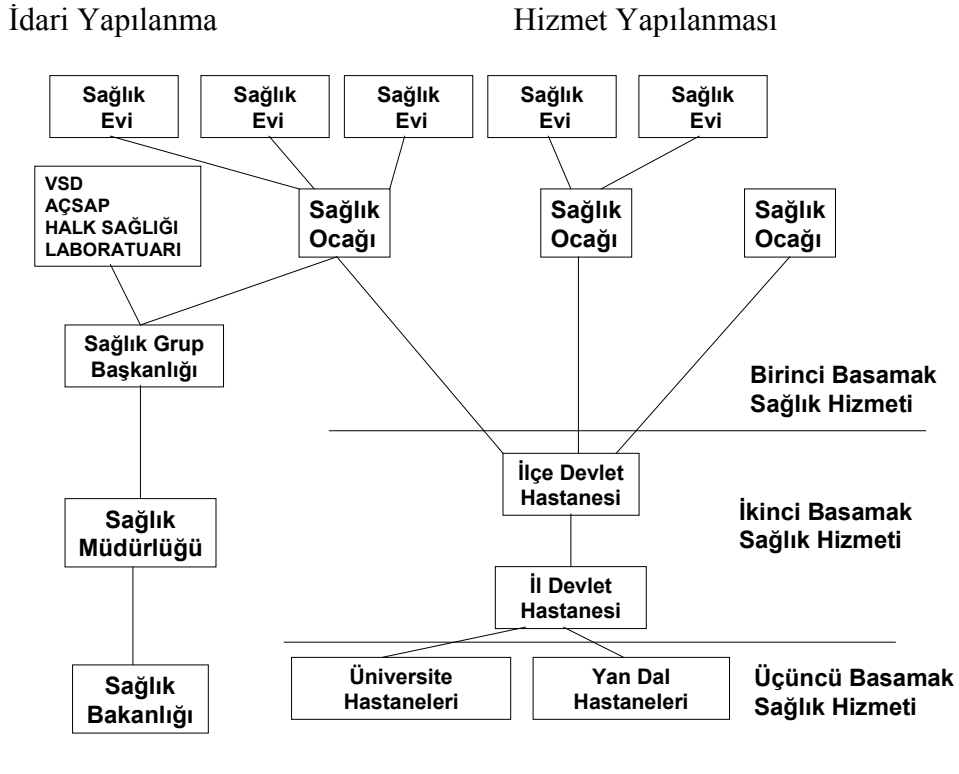 İdari Yapılanma
Hizmet Yapılanması
Sağlık
Evi
Sağlık
Evi
Sağlık
Evi
Sağlık
Evi
Sağlık
Evi
VSD
AÇSAP
HALK SAĞLIĞI
LABORATUARI
Sağlık
Ocağı
Sağlık
Ocağı
Sağlık
Ocağı
Sağlık Grup
Başkanlığı
Birinci Basamak
Sağlık Hizmeti
İlçe Devlet
Hastanesi
Sağlık
Müdürlüğü
İkinci Basamak
Sağlık Hizmeti
İl Devlet
Hastanesi
Sağlık
Bakanlığı
Üniversite
Hastaneleri
Yan Dal
Hastaneleri
Üçüncü Basamak
Sağlık Hizmeti